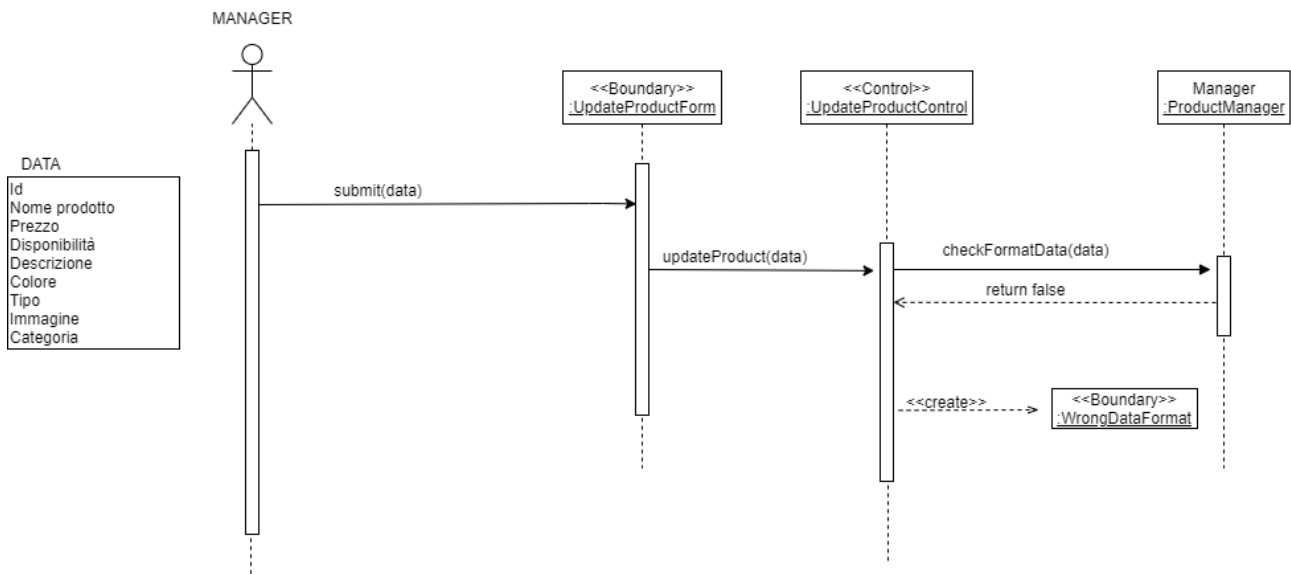 MANAGER
<<Boundary>>
:UpdateProductForm
<<Control>>
:UpdateProductControl
Manager
:ProductManager
DATA
Id
Nome prodotto
Prezzo
Disponibilità
Descrizione
Colore
Tipo
Immagine
Categoria
submit(data)
updateProduct(data)
checkFormatData(data)
return false
<<create>>
<<Boundary>>
:WrongDataFormat